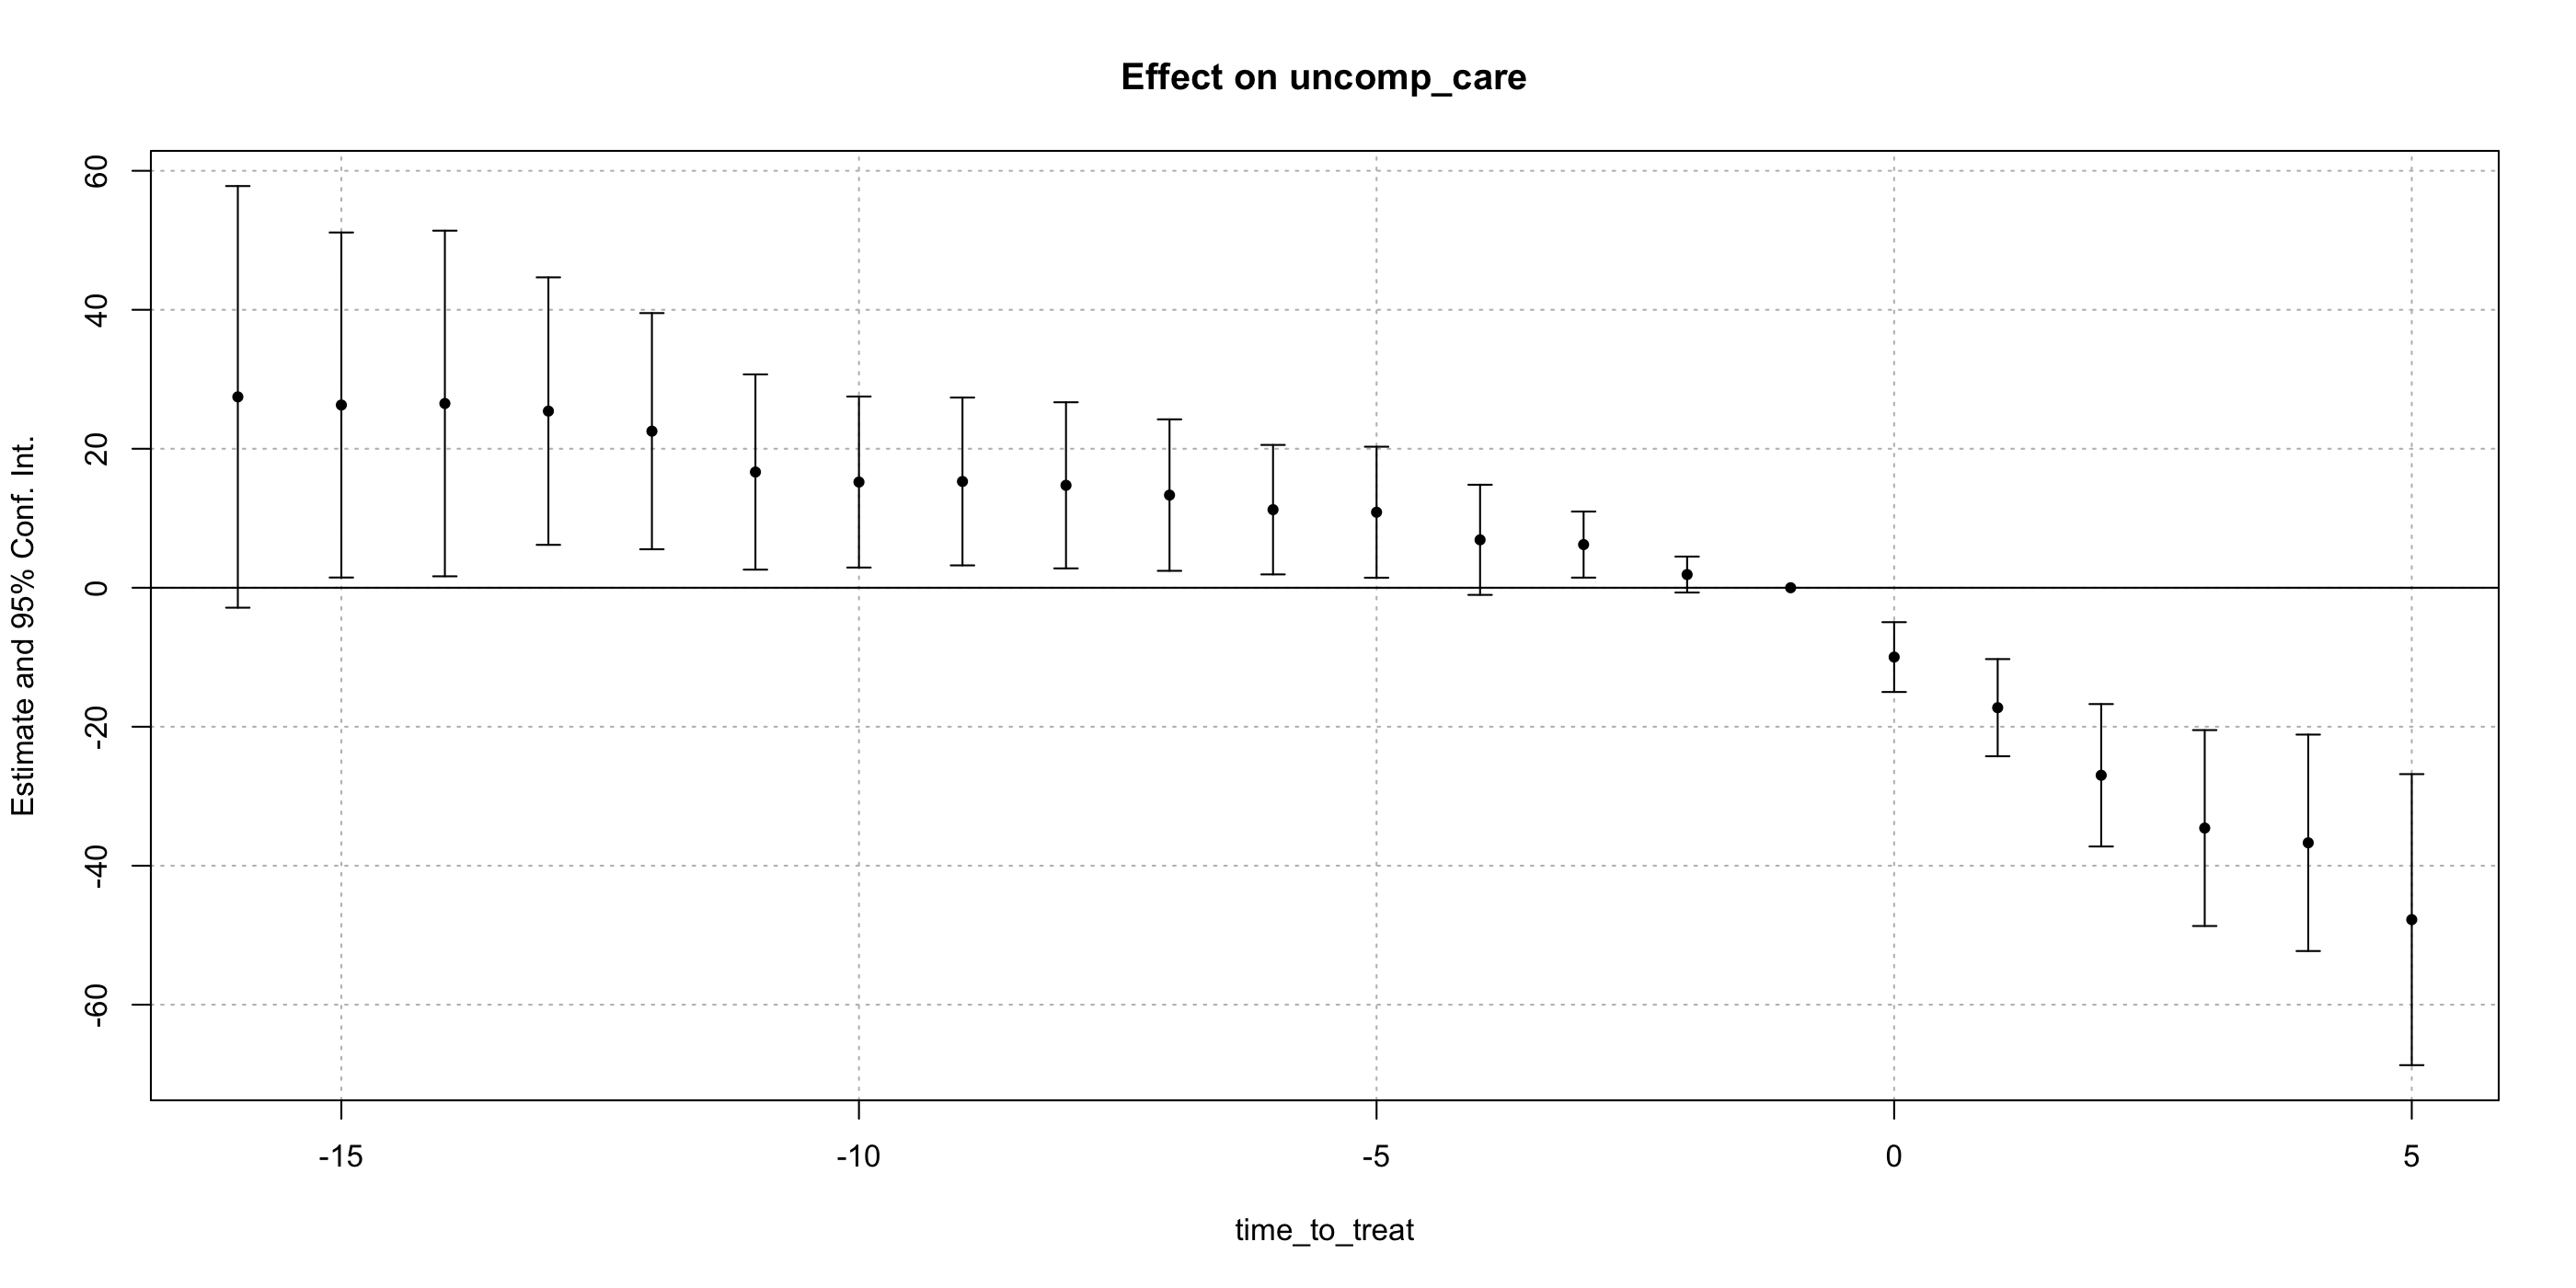 Effect on uncomp_care
Estimate and 95% Conf. Int.
60
40
20
0
-20
-40
-60
-15 -10 -5 0 5
time_to_treat